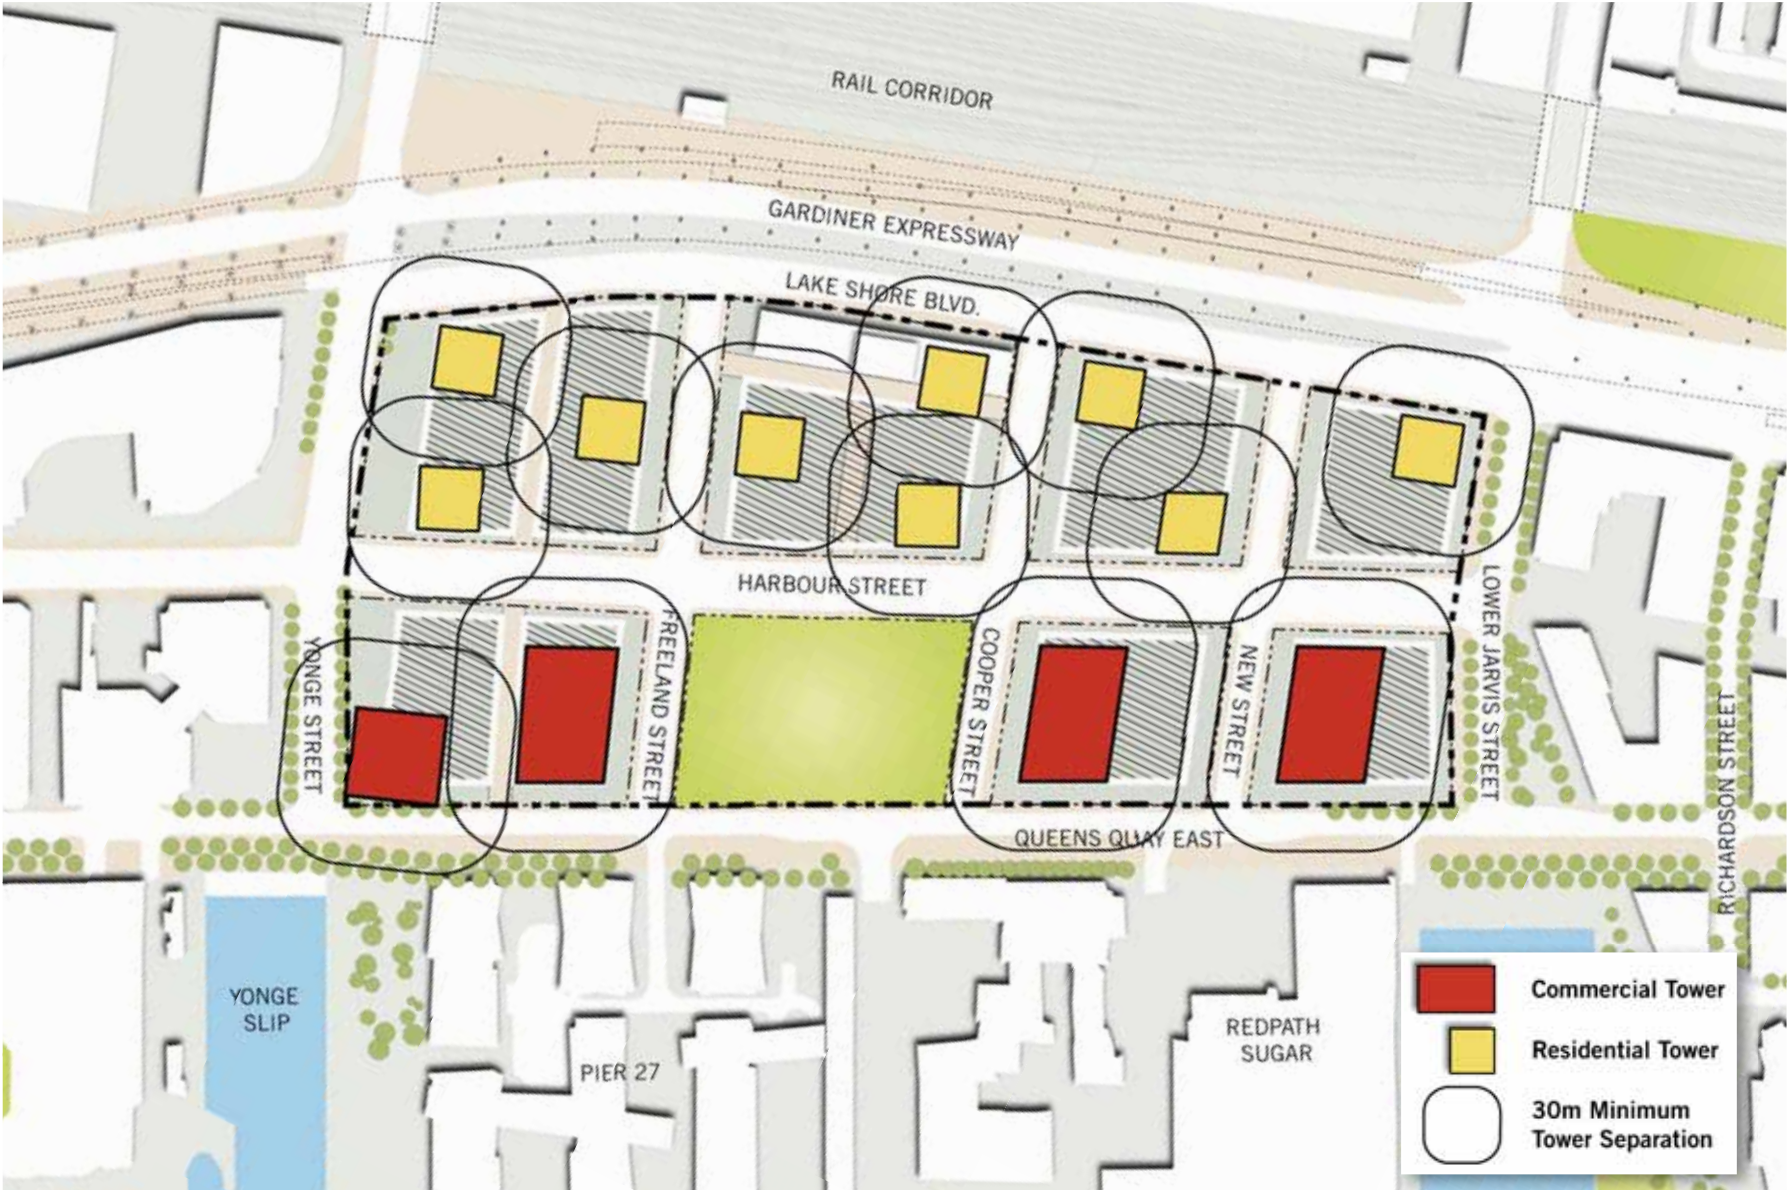 RAIL CORRIDOR
GARDINER EXPRESSWAY
LAKE SHORE BLVD.
HARBOUR STREET
YONGE STREET
FREELAND STREET
COOPER STREET
NEW STREET
LOWER JARVIS STREET
RICHARDSON STREET
QUEENS QUAY EAST
YONGE
SLIP
PIER 27
REDPATH
SUGAR
Commercial Tower
Residential Tower
30m Minimum
Tower Separation